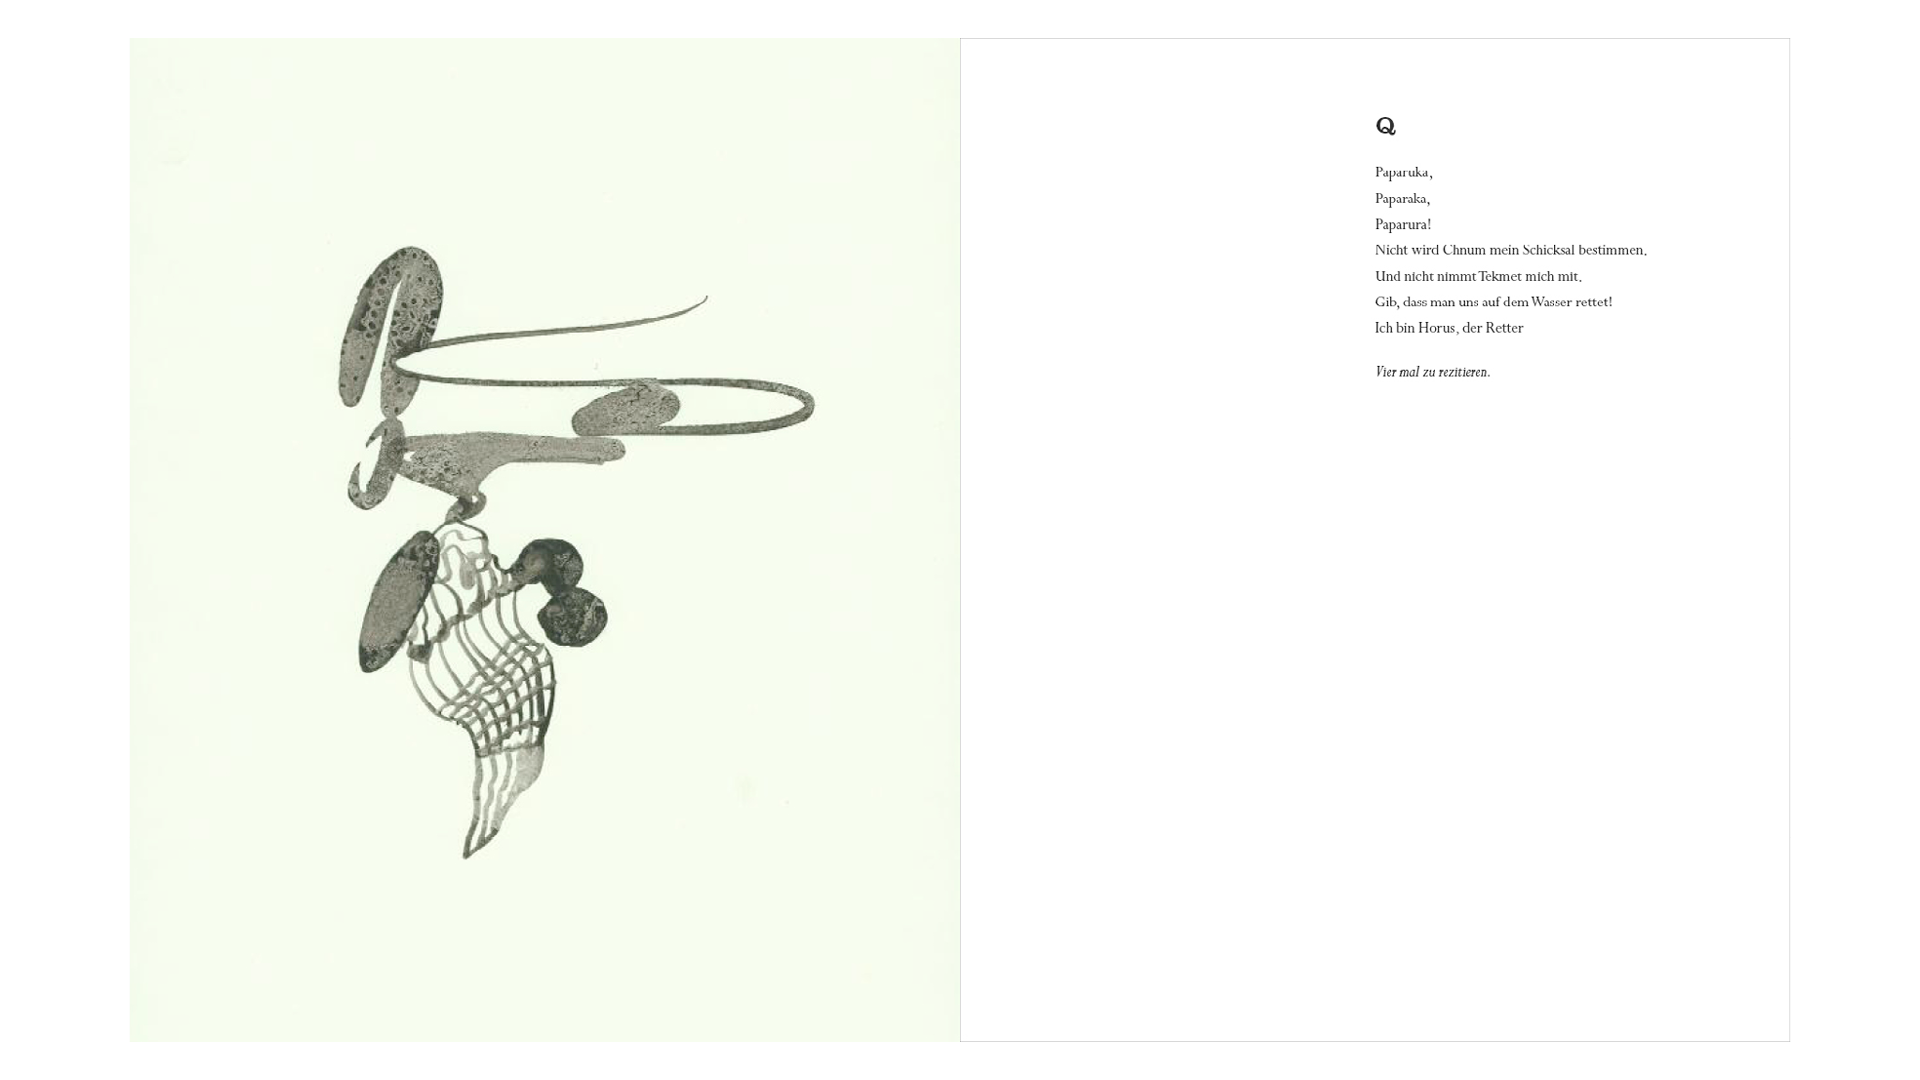 Q
Paparuka,
Paparaka,
Paparura!
Nicht wird Chnum mein Schicksal bestimmen.
Und nicht nimmt Tekmet mich mit.
Gib, dass man uns auf dem Wasser rettet!
Ich bin Horus, der Retter
Vier mal zu rezitieren.